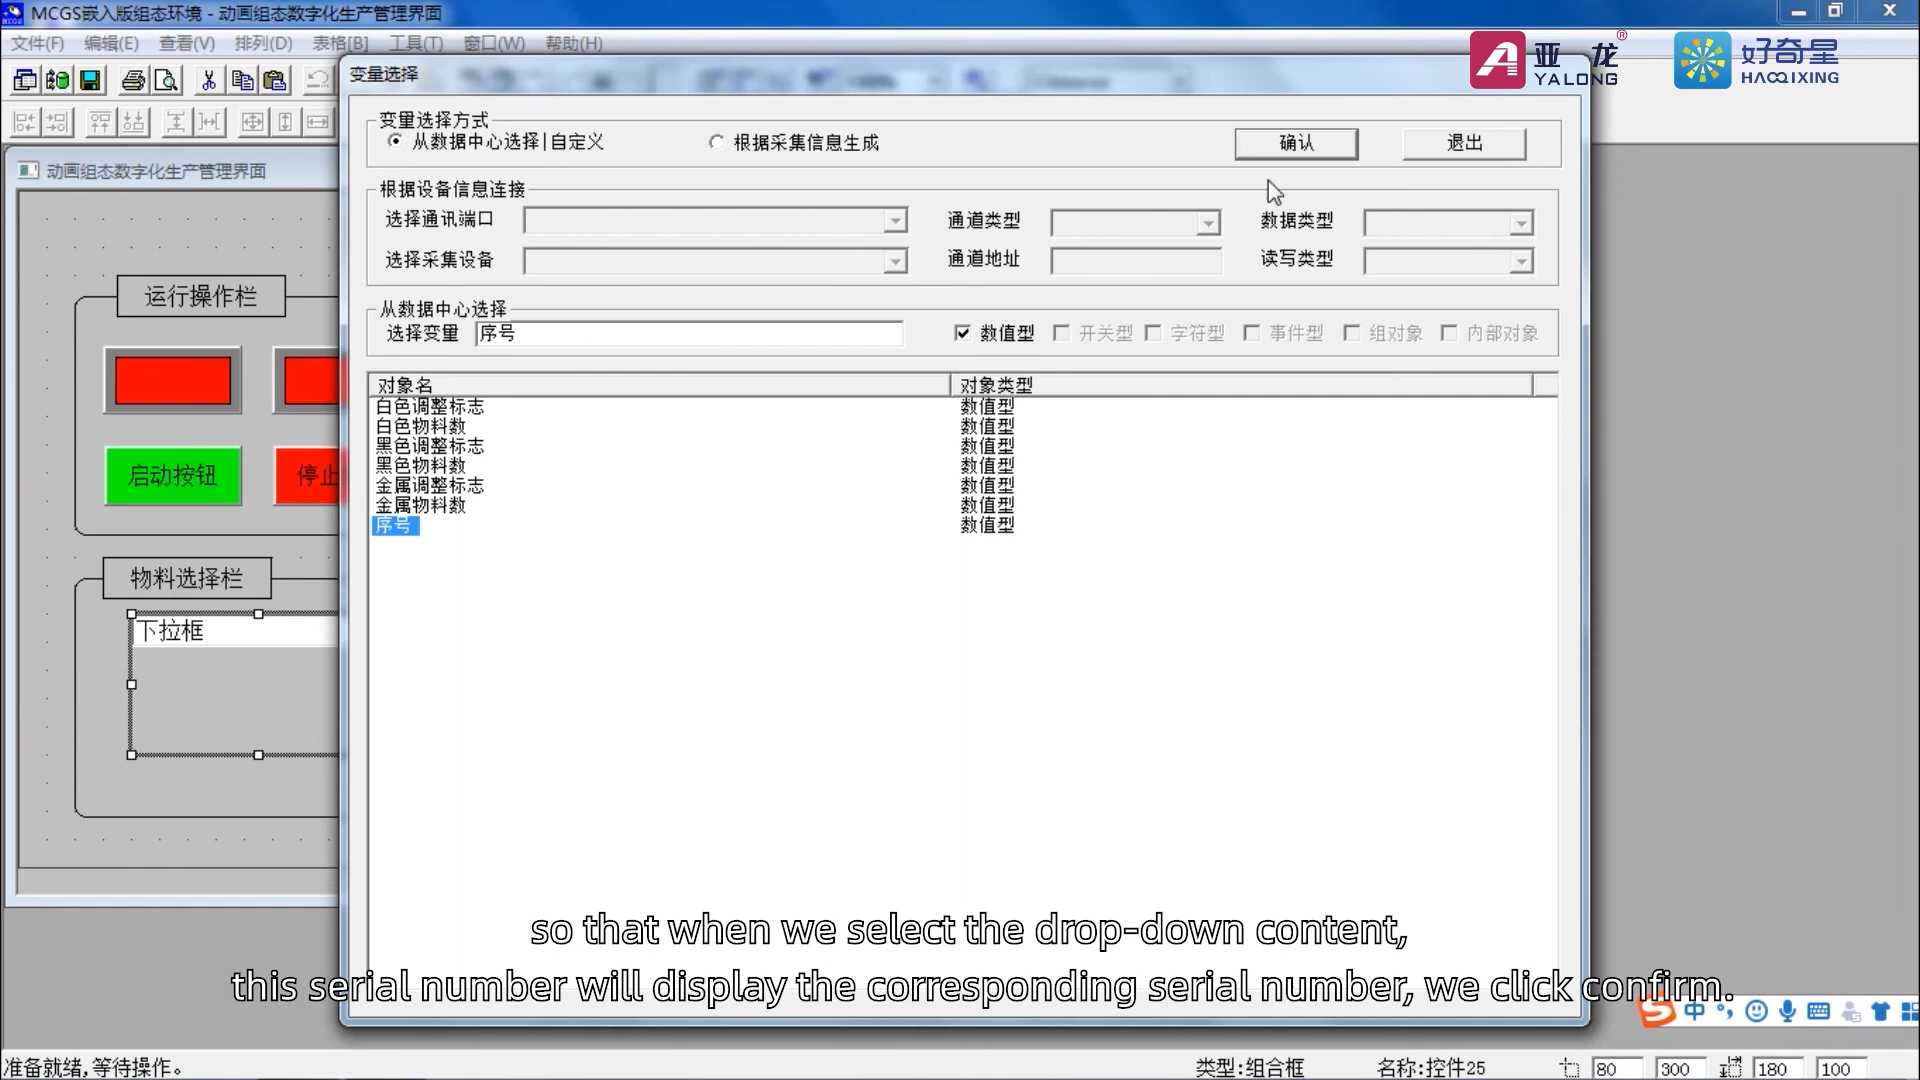 MCGS嵌入版组态环境 - 动画组态数字化生产管理界面
文件(F) 编辑(E) 查看(V) 排列(D) 表格[B] 工具(T) 窗口(W) 帮助(H)
亚龙® YALONG
好奇星 HAOQIXING
变量选择
动画组态数字化生产管理界面
变量选择方式
从数据中心选择|自定义 根据采集信息生成 确认 退出
根据设备信息连接
选择通讯端口 通道类型 数据类型
选择采集设备 通道地址 读写类型
从数据中心选择
选择变量 序号 数值型 开关型 字符型 事件型 组对象 内部对象
对象名 对象类型
白色调整标志 数值型
白色物料数 数值型
黑色调整标志 数值型
黑色物料数 数值型
金属调整标志 数值型
金属物料数 数值型
序号 数值型
运行操作栏
启动按钮 停止
物料选择栏
下拉框
so that when we select the drop-down content,
this serial number will display the corresponding serial number, we click confirm.
中
准备就绪,等待操作。 类型:组合框 名称:控件25 80 300 180 100